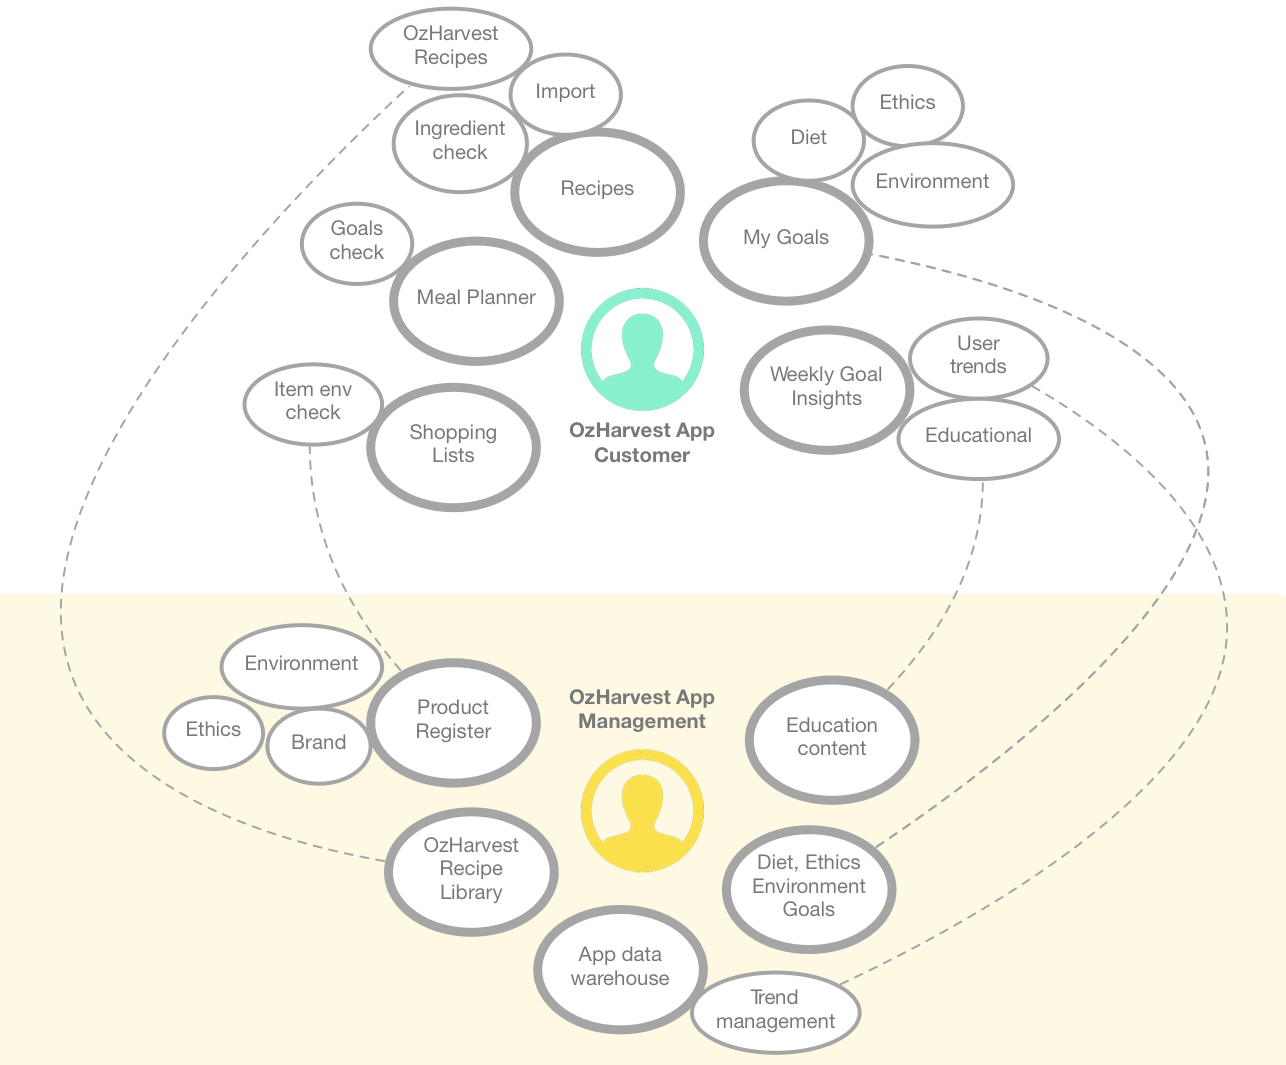 OzHarvest
Recipes
Import
Ingredient
check
Recipes
Ethics
Diet
Environment
My Goals
Goals
check
Meal Planner
User
trends
Weekly Goal
Insights
Educational
Item env
check
Shopping
Lists
OzHarvest App
Customer
Environment
Ethics
Brand
Product
Register
OzHarvest App
Management
Education
content
OzHarvest
Recipe
Library
Diet, Ethics
Environment
Goals
App data
warehouse
Trend
management